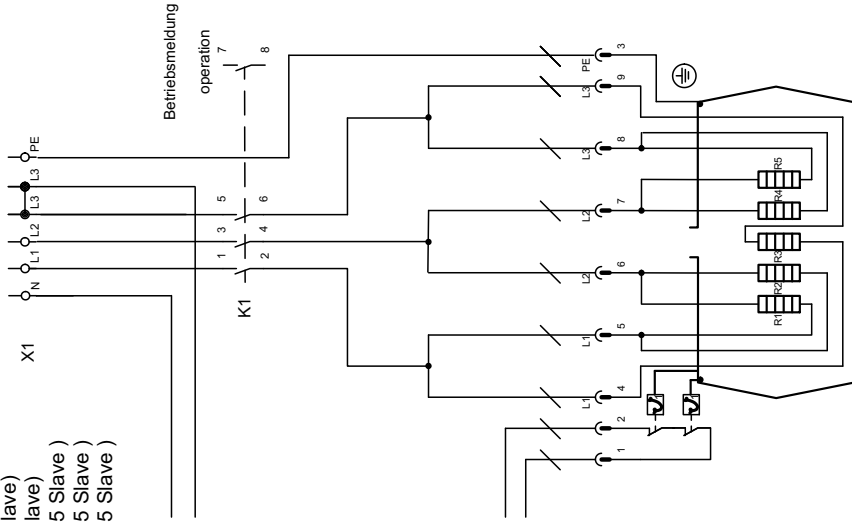 Betriebsmeldung
operation
7
8
PE
L3
L3
L2
L1
N
X1
5
6
3
4
1
2
K1
PE
3
L3
9
L3
8
L2
7
L2
6
L1
5
L1
4
2
1
R5
R4
R3
R2
R1
lave)
lave)
5 Slave )
5 Slave )
5 Slave )